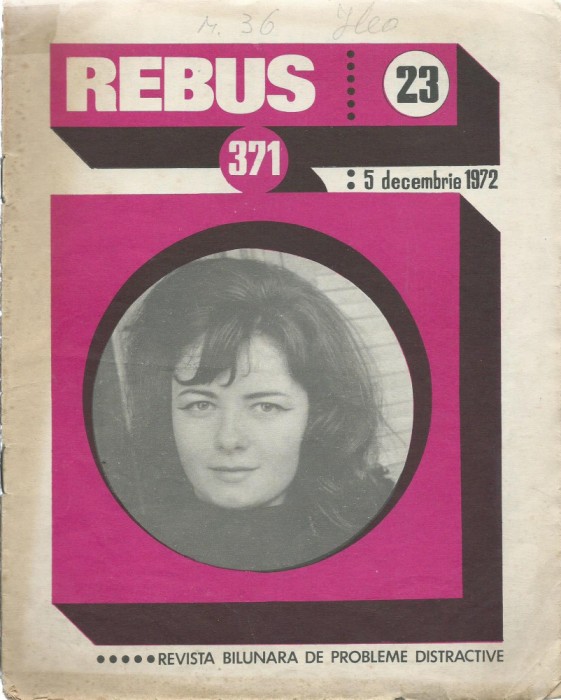 м. 36
REBUS 23
371
5 decembrie 1972
REVISTA BILUNARA DE PROBLEME DISTRACTIVE